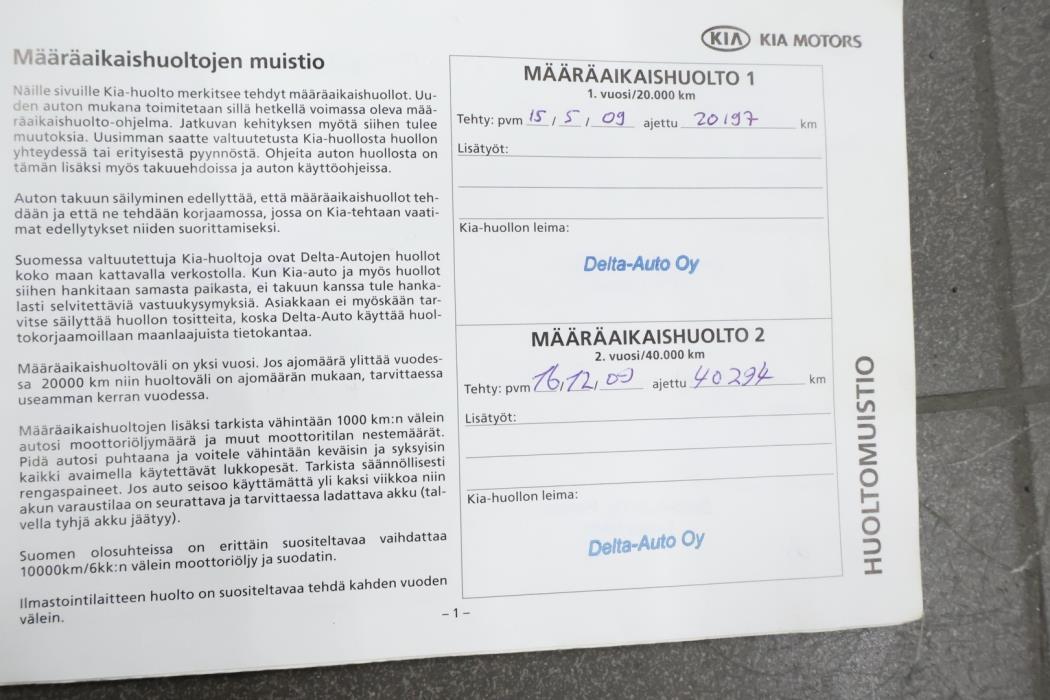 KIA KIA MOTORS
Määräaikaishuoltojen muistio
Näille sivuille Kia-huolto merkitsee tehdyt määräaikaishuollot. Uu-
den auton mukana toimitetaan sillä hetkellä voimassa oleva mää-
räaikaishuolto-ohjelma. Jatkuvan kehityksen myötä siihen tulee
muutoksia. Uusimman saatte valtuutetusta Kia-huollosta huollon
yhteydessä tai erityisestä pyynnöstä. Ohjeita auton huollosta on
tämän lisäksi myös takuuehdoissa ja auton käyttöohjeissa.
Auton takuun säilyminen edellyttää, että määräaikaishuollot teh-
dään ja että ne tehdään korjaamossa, jossa on Kia-tehtaan vaati-
mat edellytykset niiden suorittamiseksi.
Suomessa valtuutettuja Kia-huoltoja ovat Delta-Autojen huollot
koko maan kattavalla verkostolla. Kun Kia-auto ja myös huollot
siihen hankitaan samasta paikasta, ei takuun kanssa tule hanka-
lasti selvitettäviä vastuukysymyksiä. Asiakkaan ei myöskään tar-
vitse säilyttää huollon tositteita, koska Delta-Auto käyttää huol-
tokorjaamoillaan maanlaajuista tietokantaa.
Määräaikaishuoltoväli on yksi vuosi. Jos ajomäärä ylittää vuodes-
sa 20000 km niin huoltoväli on ajomäärän mukaan, tarvittaessa
useamman kerran vuodessa.
Määräaikaishuoltojen lisäksi tarkista vähintään 1000 km:n välein
autosi moottoriöljymäärä ja muut moottoritilan nestemäärät.
Pidä autosi puhtaana ja voitele vähintään keväisin ja syksyisin
kaikki avaimella käytettävät lukkopesät. Tarkista säännöllisesti
rengaspaineet. Jos auto seisoo käyttämättä yli kaksi viikkoa niin
akun varaustilaa on seurattava ja tarvittaessa ladattava akku (tal-
vella tyhjä akku jäätyy).
Suomen olosuhteissa on erittäin suositeltavaa vaihdattaa
10000km/6kk:n välein moottoriöljy ja suodatin.
Ilmastointilaitteen huolto on suositeltavaa tehdä kahden vuoden
välein.
MÄÄRÄAIKAISHUOLTO 1
1. vuosi/20.000 km
Tehty: pvm 15 / 5 / 09 ajettu 20197 km
Lisätyöt:
Kia-huollon leima:
Delta-Auto Oy
MÄÄRÄAIKAISHUOLTO 2
2. vuosi/40.000 km
Tehty: pvm 16 / 12 / 09 ajettu 40294 km
Lisätyöt:
Kia-huollon leima:
Delta-Auto Oy
HUOLTOMUISTIO
– 1 –